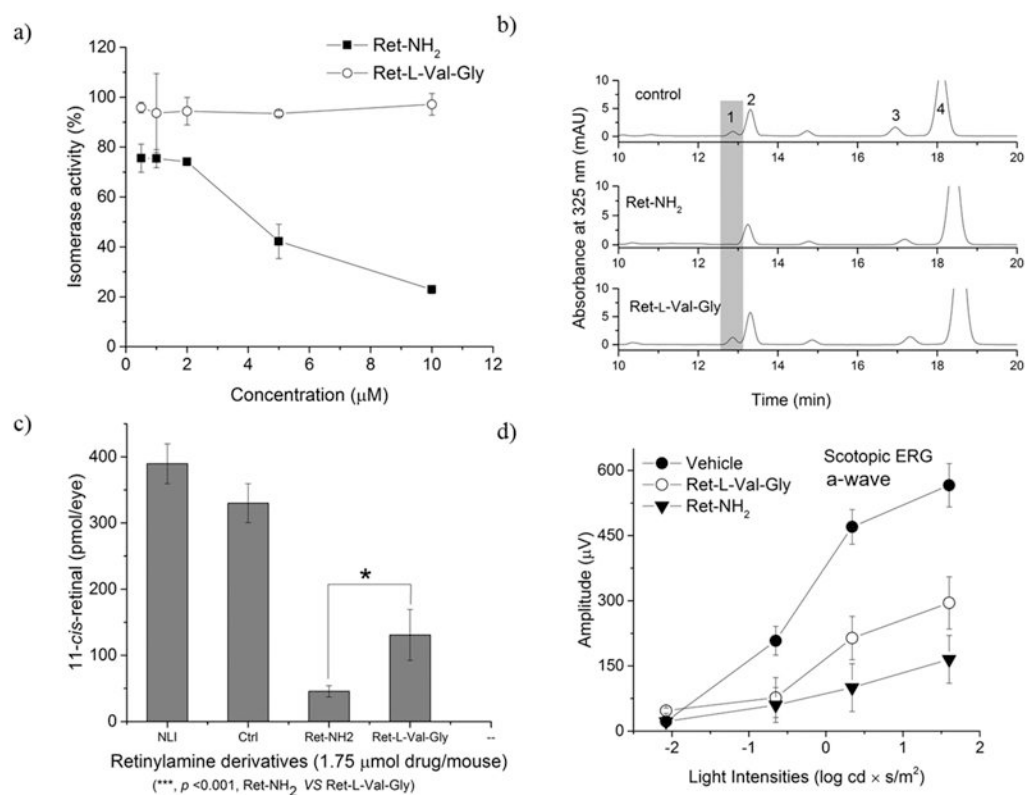 a)
Isomerase activity (%)
120
100
80
60
40
20
0
0 2 4 6 8 10 12
Concentration (μM)
Ret-NH2
Ret-L-Val-Gly
b)
Absorbance at 325 nm (mAU)
control
10
5
0
1 2 3 4
10 12 14 16 18 20
Ret-NH2
10
5
0
10 12 14 16 18 20
Ret-L-Val-Gly
10
5
0
10 12 14 16 18 20
Time (min)
c)
11-cis-retinal (pmol/eye)
400
300
200
100
0
*
NLI Ctrl Ret-NH2 Ret-L-Val-Gly --
Retinylamine derivatives (1.75 μmol drug/mouse)
(***, p <0.001, Ret-NH2 VS Ret-L-Val-Gly)
d)
Amplitude (μV)
600
450
300
150
0
Vehicle
Ret-L-Val-Gly
Ret-NH2
Scotopic ERG
a-wave
-2 -1 0 1 2
Light Intensities (log cd × s/m²)